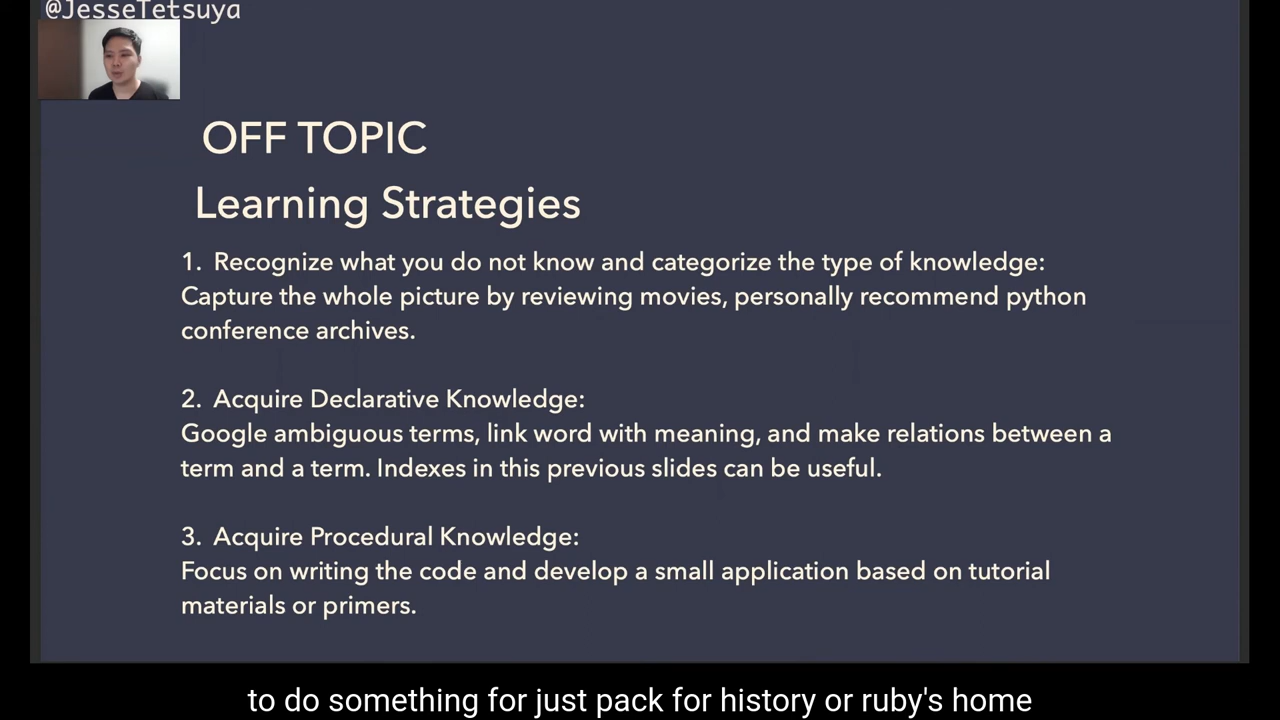 @JesseTetsuya
OFF TOPIC
Learning Strategies
1. Recognize what you do not know and categorize the type of knowledge:
Capture the whole picture by reviewing movies, personally recommend python
conference archives.
2. Acquire Declarative Knowledge:
Google ambiguous terms, link word with meaning, and make relations between a
term and a term. Indexes in this previous slides can be useful.
3. Acquire Procedural Knowledge:
Focus on writing the code and develop a small application based on tutorial
materials or primers.
to do something for just pack for history or ruby's home